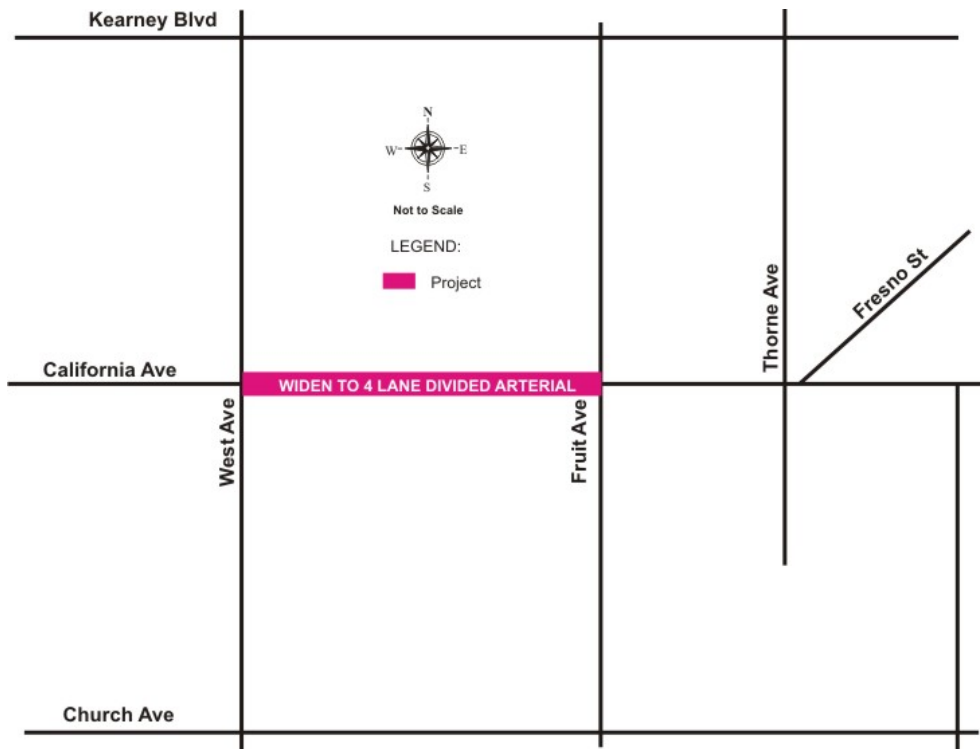 Kearney Blvd
N
W E
S
Not to Scale
LEGEND:
Project
Thorne Ave
Fresno St
California Ave
WIDEN TO 4 LANE DIVIDED ARTERIAL
West Ave
Fruit Ave
Church Ave